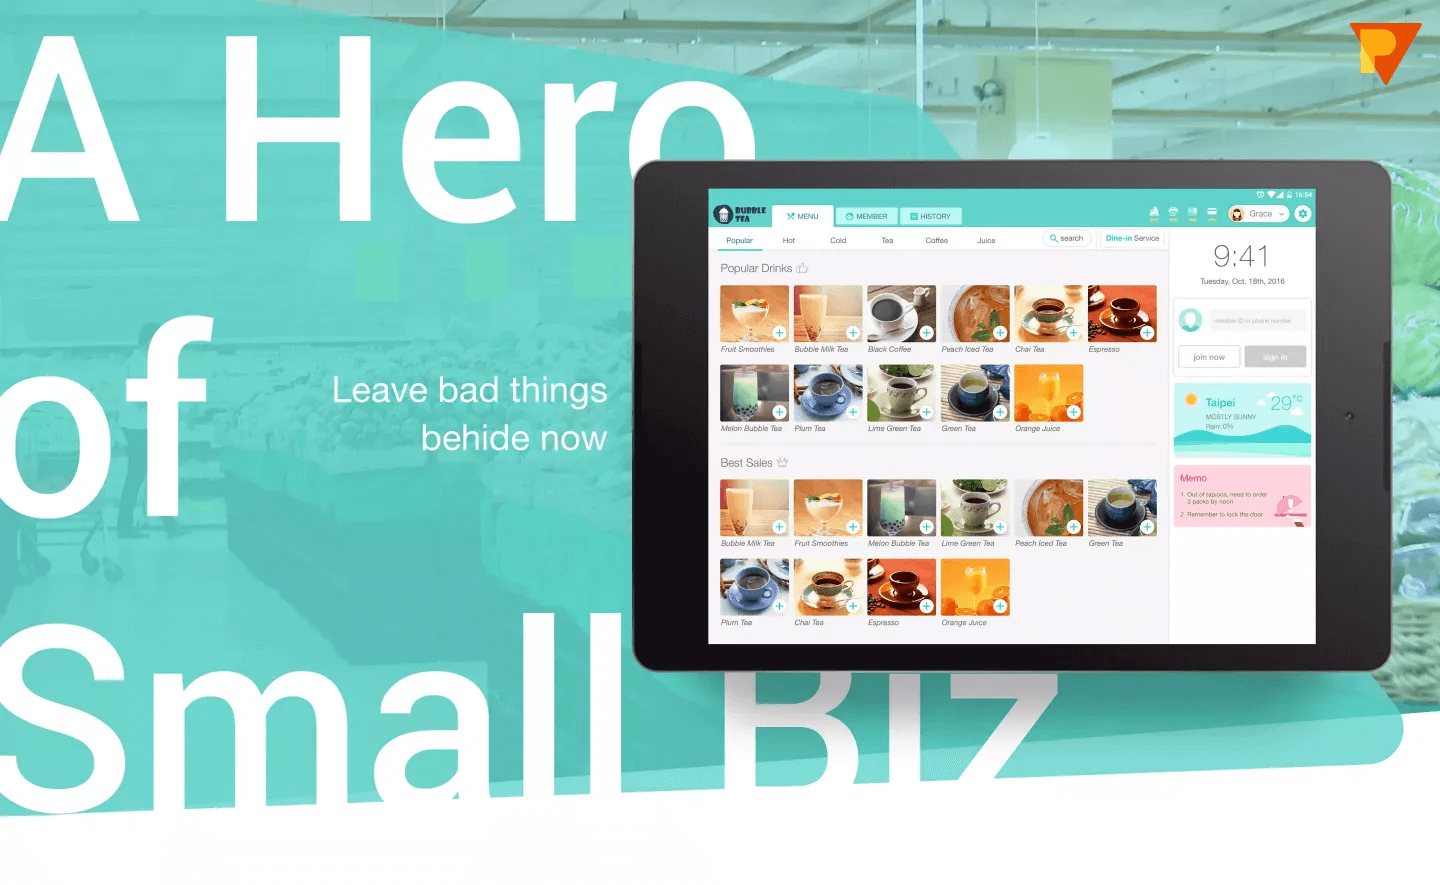 A Hero
of
Small Biz
Leave bad things
behide now
P
16:54
BUBBLE
TEA
MENU
MEMBER
HISTORY
Grace
Popular
Hot
Cold
Tea
Coffee
Juice
search
Dine-in Service
Popular Drinks
Fruit Smoothies
Bubble Milk Tea
Black Coffee
Peach Iced Tea
Chai Tea
Espresso
Melon Bubble Tea
Plum Tea
Lime Green Tea
Green Tea
Orange Juice
Best Sales
Bubble Milk Tea
Fruit Smoothies
Melon Bubble Tea
Lime Green Tea
Peach Iced Tea
Green Tea
Plum Tea
Chai Tea
Espresso
Orange Juice
9:41
Tuesday, Oct. 18th, 2016
member ID or phone number
join now
sign in
Taipei
29°C
MOSTLY SUNNY
Rain: 0%
Memo
1. Out of tapioca, need to order
3 packs by noon.
2. Remember to lock the door.